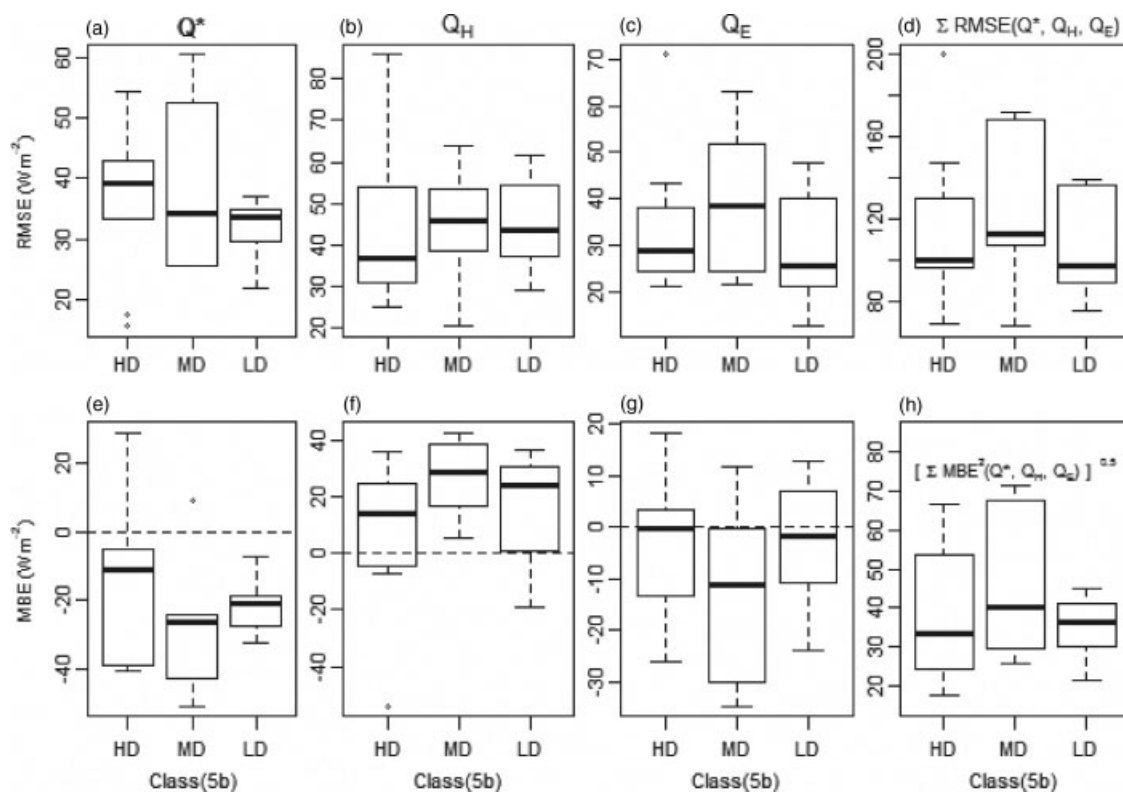 (a) Q* (b) Q_H (c) Q_E (d) Σ RMSE(Q*, Q_H, Q_E)
RMSE (Wm⁻²)
60
50
40
30
20
HD MD LD
80
70
60
50
40
30
20
HD MD LD
70
60
50
40
30
20
HD MD LD
200
160
120
80
HD MD LD
(e) (f) (g) (h)
MBE (Wm⁻²)
20
0
-20
-40
HD MD LD
Class(5b)
40
20
0
-20
-40
HD MD LD
Class(5b)
20
10
0
-10
-20
-30
HD MD LD
Class(5b)
[ Σ MBE²(Q*, Q_H, Q_E) ] ^0.5
80
70
60
50
40
30
20
HD MD LD
Class(5b)